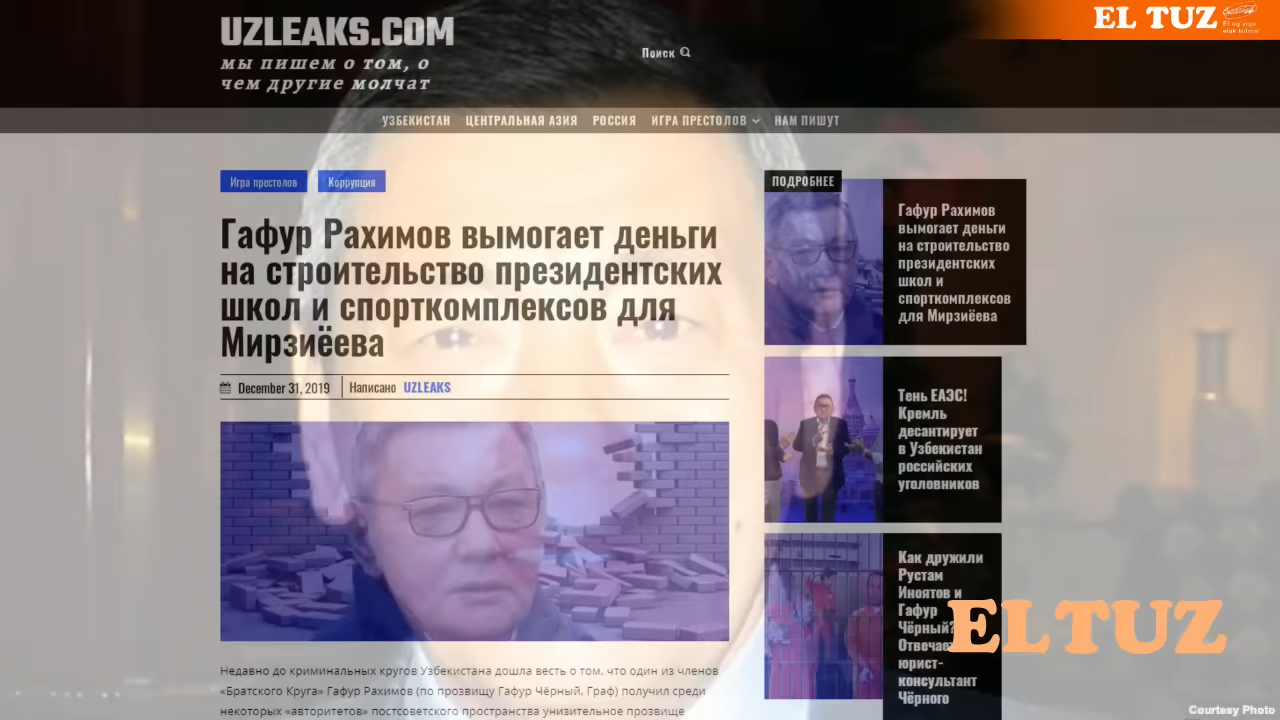 UZLEAKS.COM
мы пишем о том, о
чем другие молчат
Поиск
EL TUZ
УЗБЕКИСТАН ЦЕНТРАЛЬНАЯ АЗИЯ РОССИЯ ИГРА ПРЕСТОЛОВ НАМ ПИШУТ
Игра престолов Коррупция
Гафур Рахимов вымогает деньги
на строительство президентских
школ и спорткомплексов для
Мирзиёева
December 31, 2019 Написано UZLEAKS
Недавно до криминальных кругов Узбекистана дошла весть о том, что один из членов
«Братского Круга» Гафур Рахимов (по прозвищу Гафур Чёрный, Граф) получил среди
некоторых «авторитетов» постсоветского пространства унизительное прозвище
ПОДРОБНЕЕ
Гафур Рахимов
вымогает деньги
на строительство
президентских
школ и
спорткомплексов
для Мирзиёева
Тень ЕАЭС!
Кремль
десантирует
в Узбекистан
российских
уголовников
Как дружили
Рустам
Иноятов и
Гафур
Чёрный?
Отвечает
юрист-
консультант
Чёрного
EL TUZ
Courtesy Photo